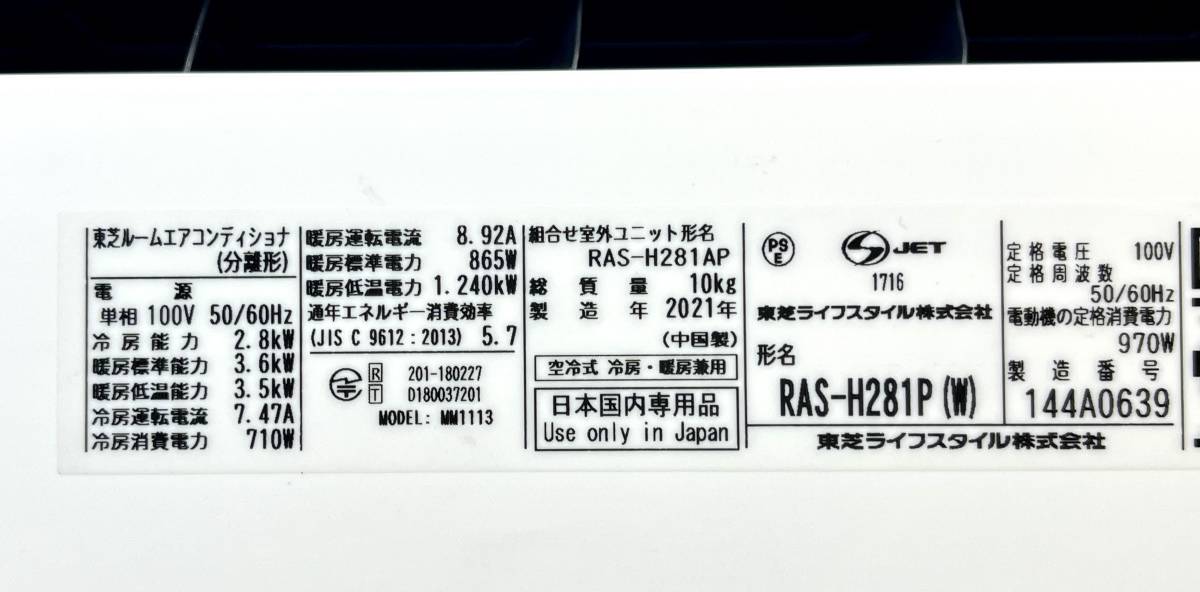 東芝ルームエアコンディショナ
(分離形)
電源
単相 100V 50/60Hz
冷房能力 2.8kW
暖房標準能力 3.6kW
暖房低温能力 3.5kW
冷房運転電流 7.47A
冷房消費電力 710W
暖房運転電流 8.92A
暖房標準電力 865W
暖房低温電力 1.240kW
通年エネルギー消費効率
(JIS C 9612:2013) 5.7
R 201-180227
T D180037201
MODEL: MM1113
組合せ室外ユニット形名
RAS-H281AP
総質量 10kg
製造年 2021年
(中国製)
空冷式 冷房・暖房兼用
日本国内専用品
Use only in Japan
PS
E
JET
1716
東芝ライフスタイル株式会社
形名
RAS-H281P(W)
定格電圧 100V
定格周波数
50/60Hz
電動機の定格消費電力
970W
製造番号
144A0639
東芝ライフスタイル株式会社